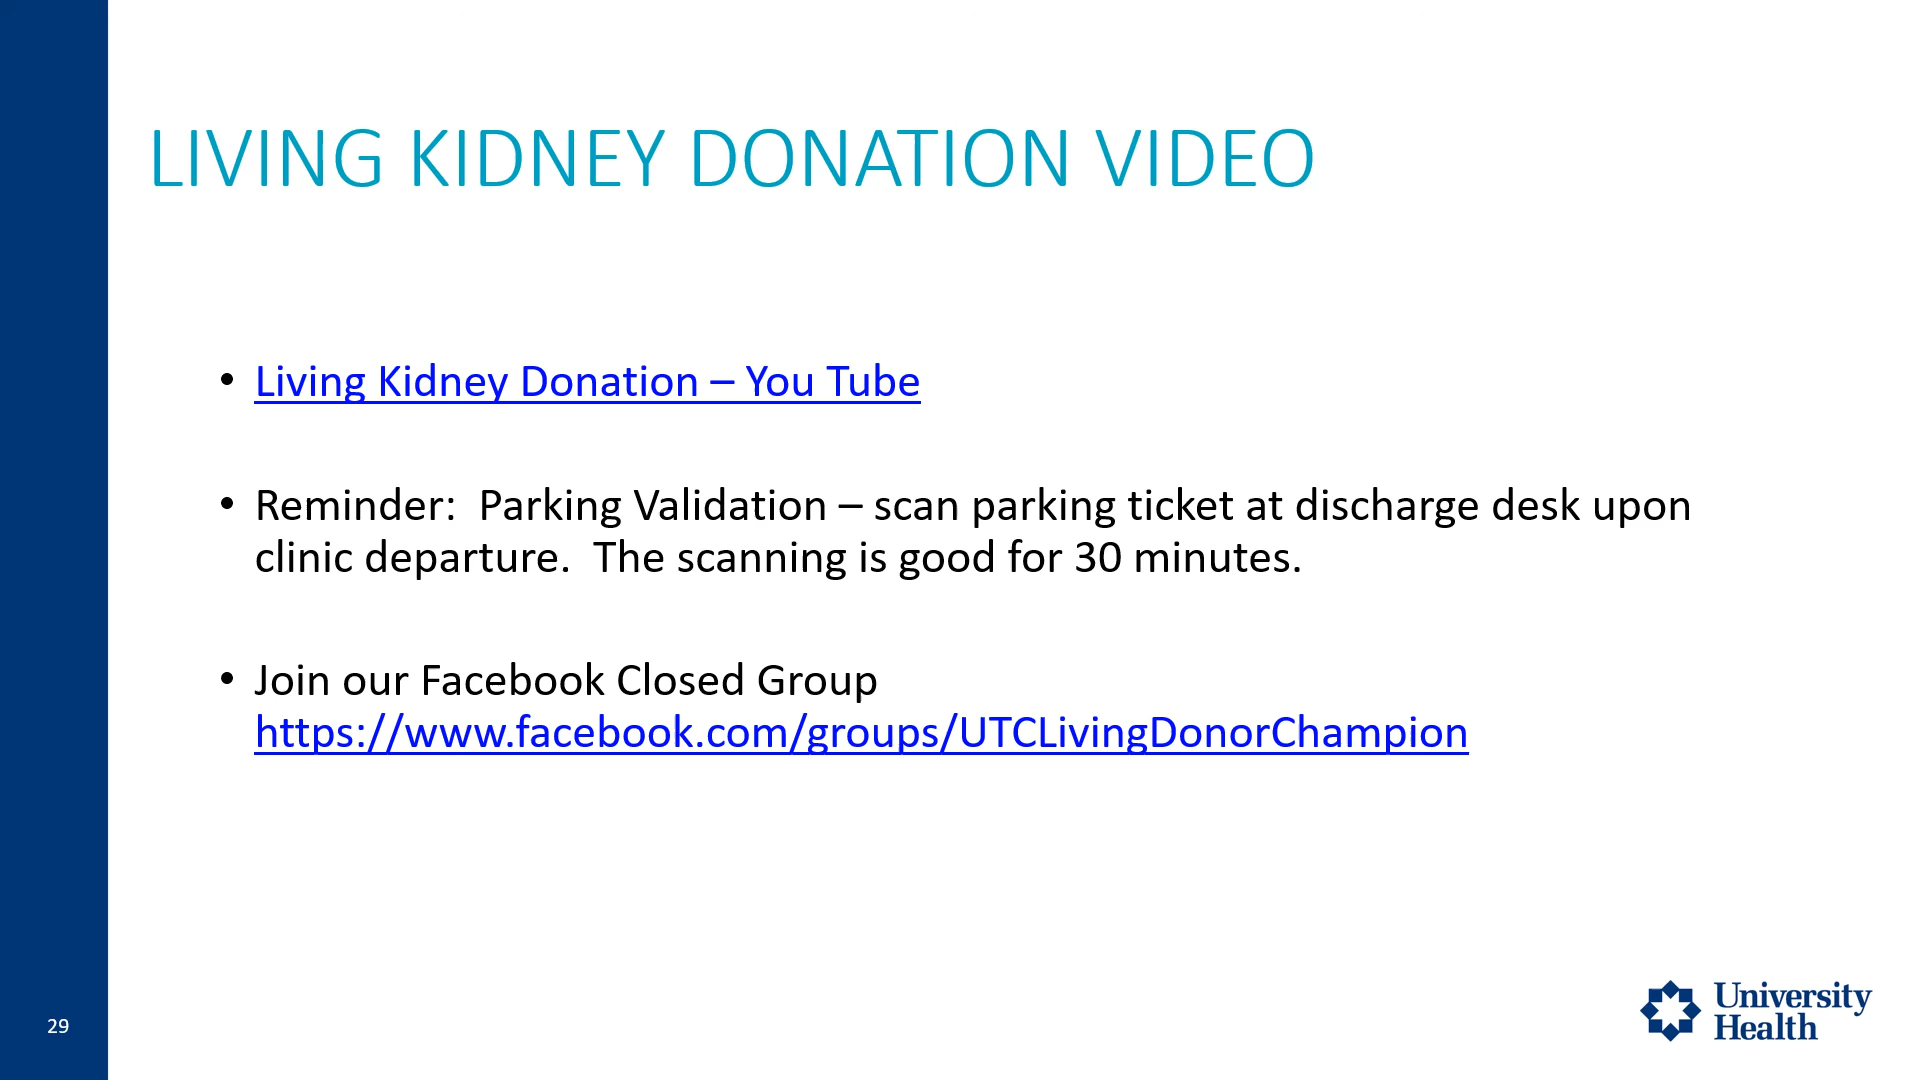 LIVING KIDNEY DONATION VIDEO
• Living Kidney Donation – You Tube
• Reminder:  Parking Validation – scan parking ticket at discharge desk upon
clinic departure.  The scanning is good for 30 minutes.
• Join our Facebook Closed Group
https://www.facebook.com/groups/UTCLivingDonorChampion
29
University
Health